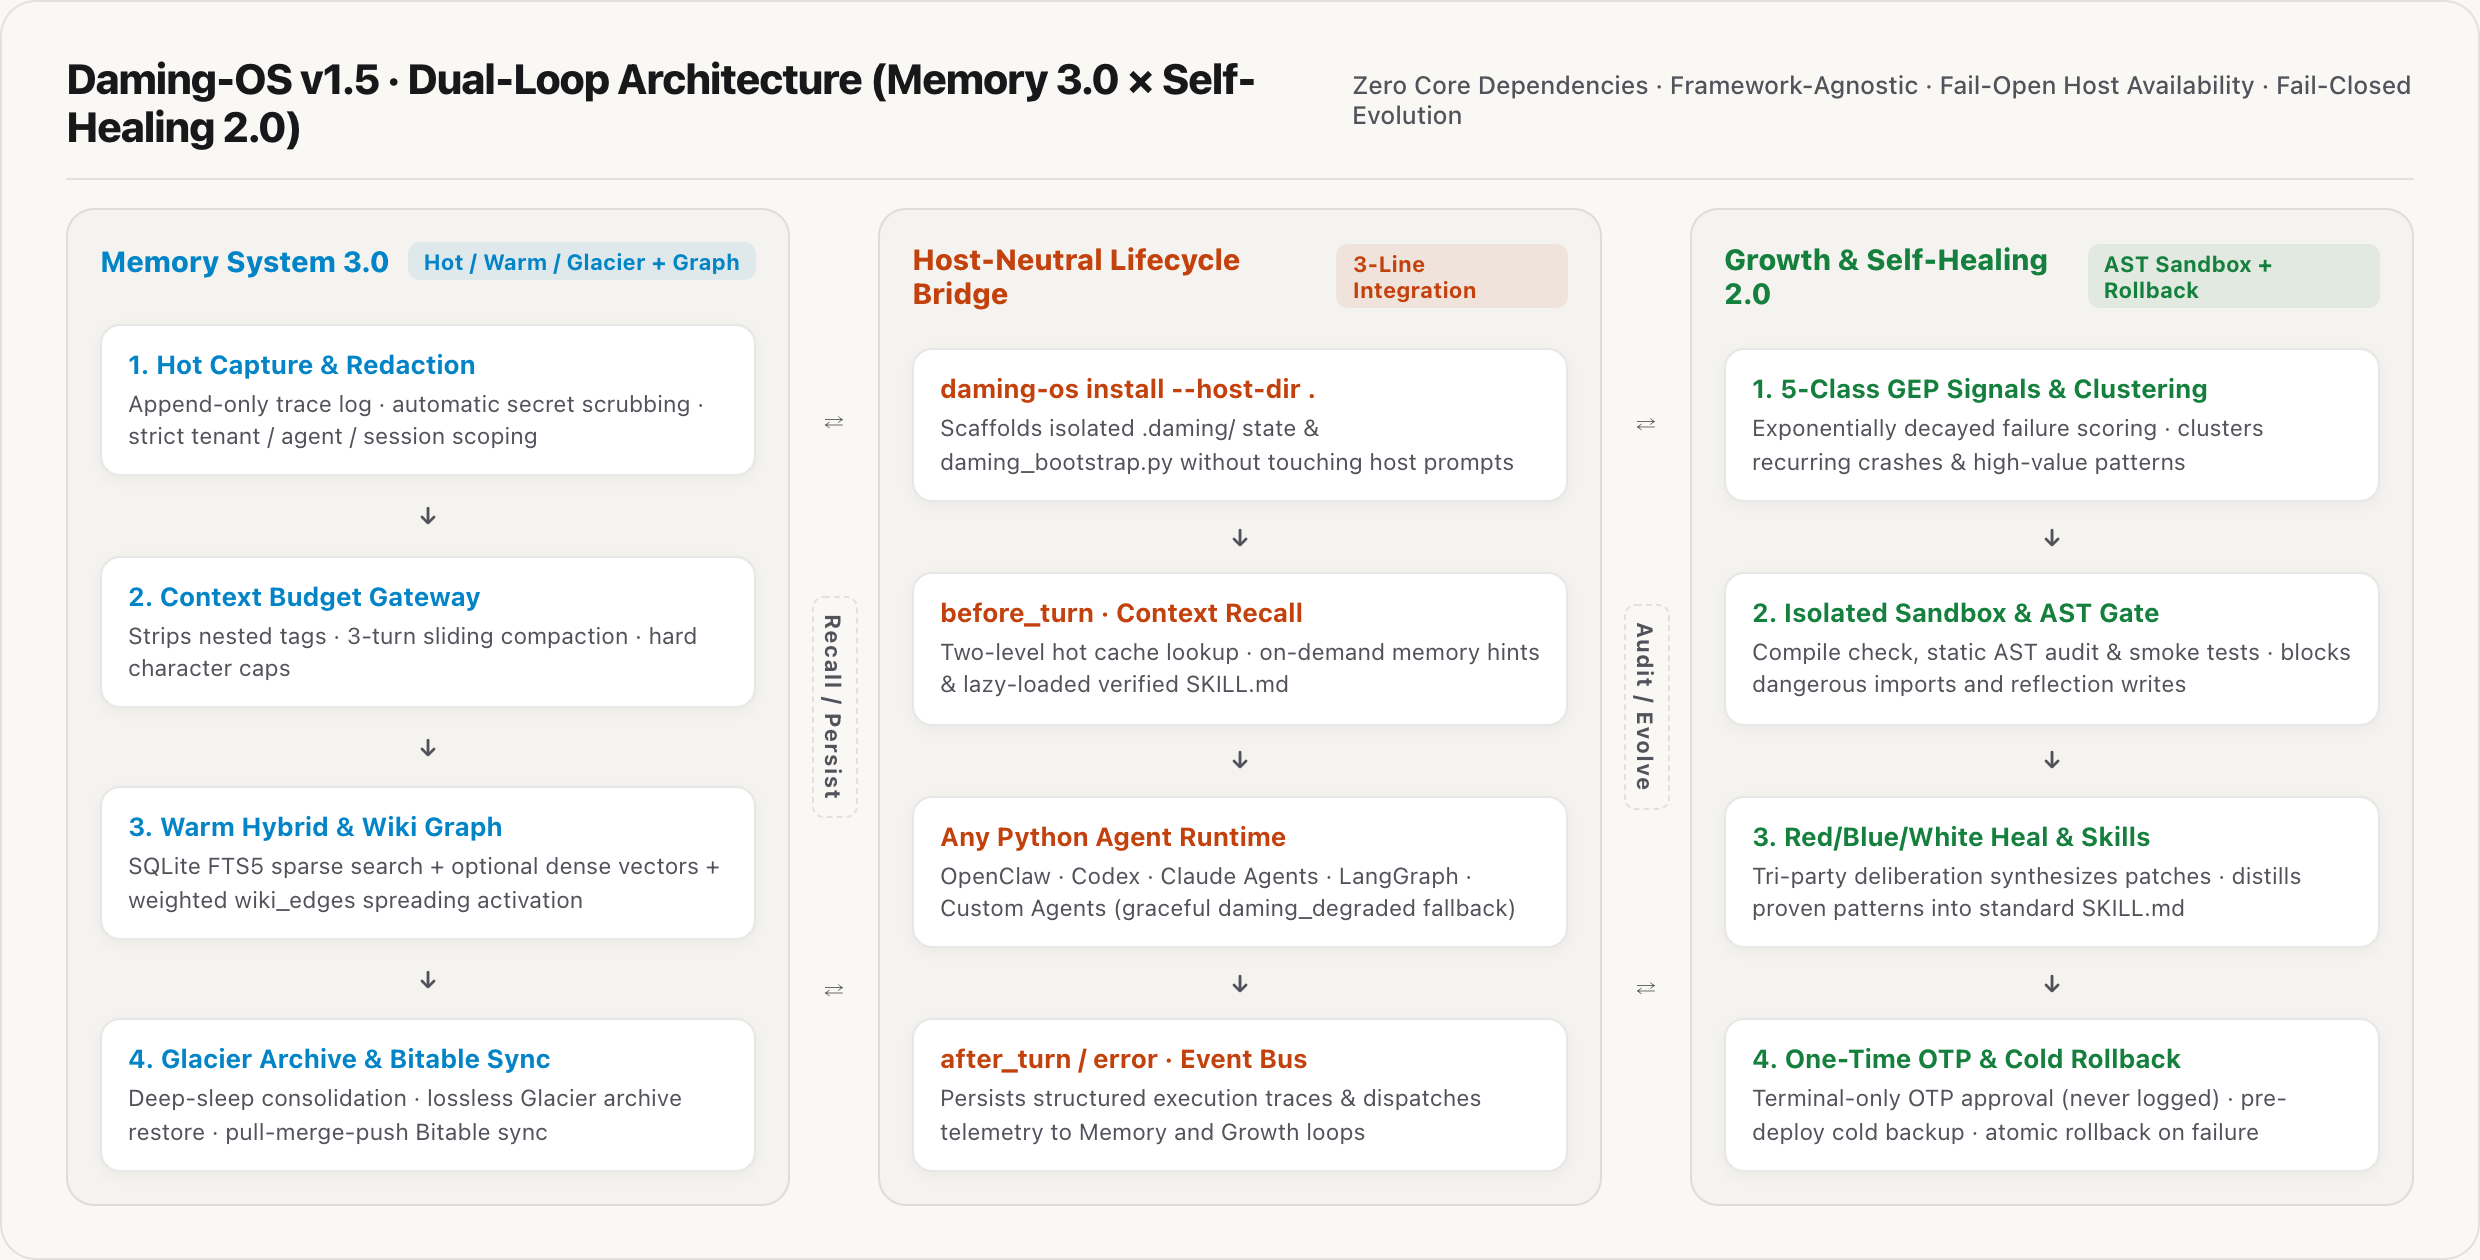 Daming-OS v1.5 · Dual-Loop Architecture (Memory 3.0 × Self-
Healing 2.0)
Zero Core Dependencies · Framework-Agnostic · Fail-Open Host Availability · Fail-Closed
Evolution
Memory System 3.0
Hot / Warm / Glacier + Graph
1. Hot Capture & Redaction
Append-only trace log · automatic secret scrubbing ·
strict tenant / agent / session scoping
↓
2. Context Budget Gateway
Strips nested tags · 3-turn sliding compaction · hard
character caps
↓
3. Warm Hybrid & Wiki Graph
SQLite FTS5 sparse search + optional dense vectors +
weighted wiki_edges spreading activation
↓
4. Glacier Archive & Bitable Sync
Deep-sleep consolidation · lossless Glacier archive
restore · pull-merge-push Bitable sync
⇄
Recall / Persist
⇄
Host-Neutral Lifecycle
Bridge
3-Line
Integration
daming-os install --host-dir .
Scaffolds isolated .daming/ state &
daming_bootstrap.py without touching host prompts
↓
before_turn · Context Recall
Two-level hot cache lookup · on-demand memory hints
& lazy-loaded verified SKILL.md
↓
Any Python Agent Runtime
OpenClaw · Codex · Claude Agents · LangGraph ·
Custom Agents (graceful daming_degraded fallback)
↓
after_turn / error · Event Bus
Persists structured execution traces & dispatches
telemetry to Memory and Growth loops
⇄
Audit / Evolve
⇄
Growth & Self-Healing
2.0
AST Sandbox +
Rollback
1. 5-Class GEP Signals & Clustering
Exponentially decayed failure scoring · clusters
recurring crashes & high-value patterns
↓
2. Isolated Sandbox & AST Gate
Compile check, static AST audit & smoke tests · blocks
dangerous imports and reflection writes
↓
3. Red/Blue/White Heal & Skills
Tri-party deliberation synthesizes patches · distills
proven patterns into standard SKILL.md
↓
4. One-Time OTP & Cold Rollback
Terminal-only OTP approval (never logged) · pre-
deploy cold backup · atomic rollback on failure